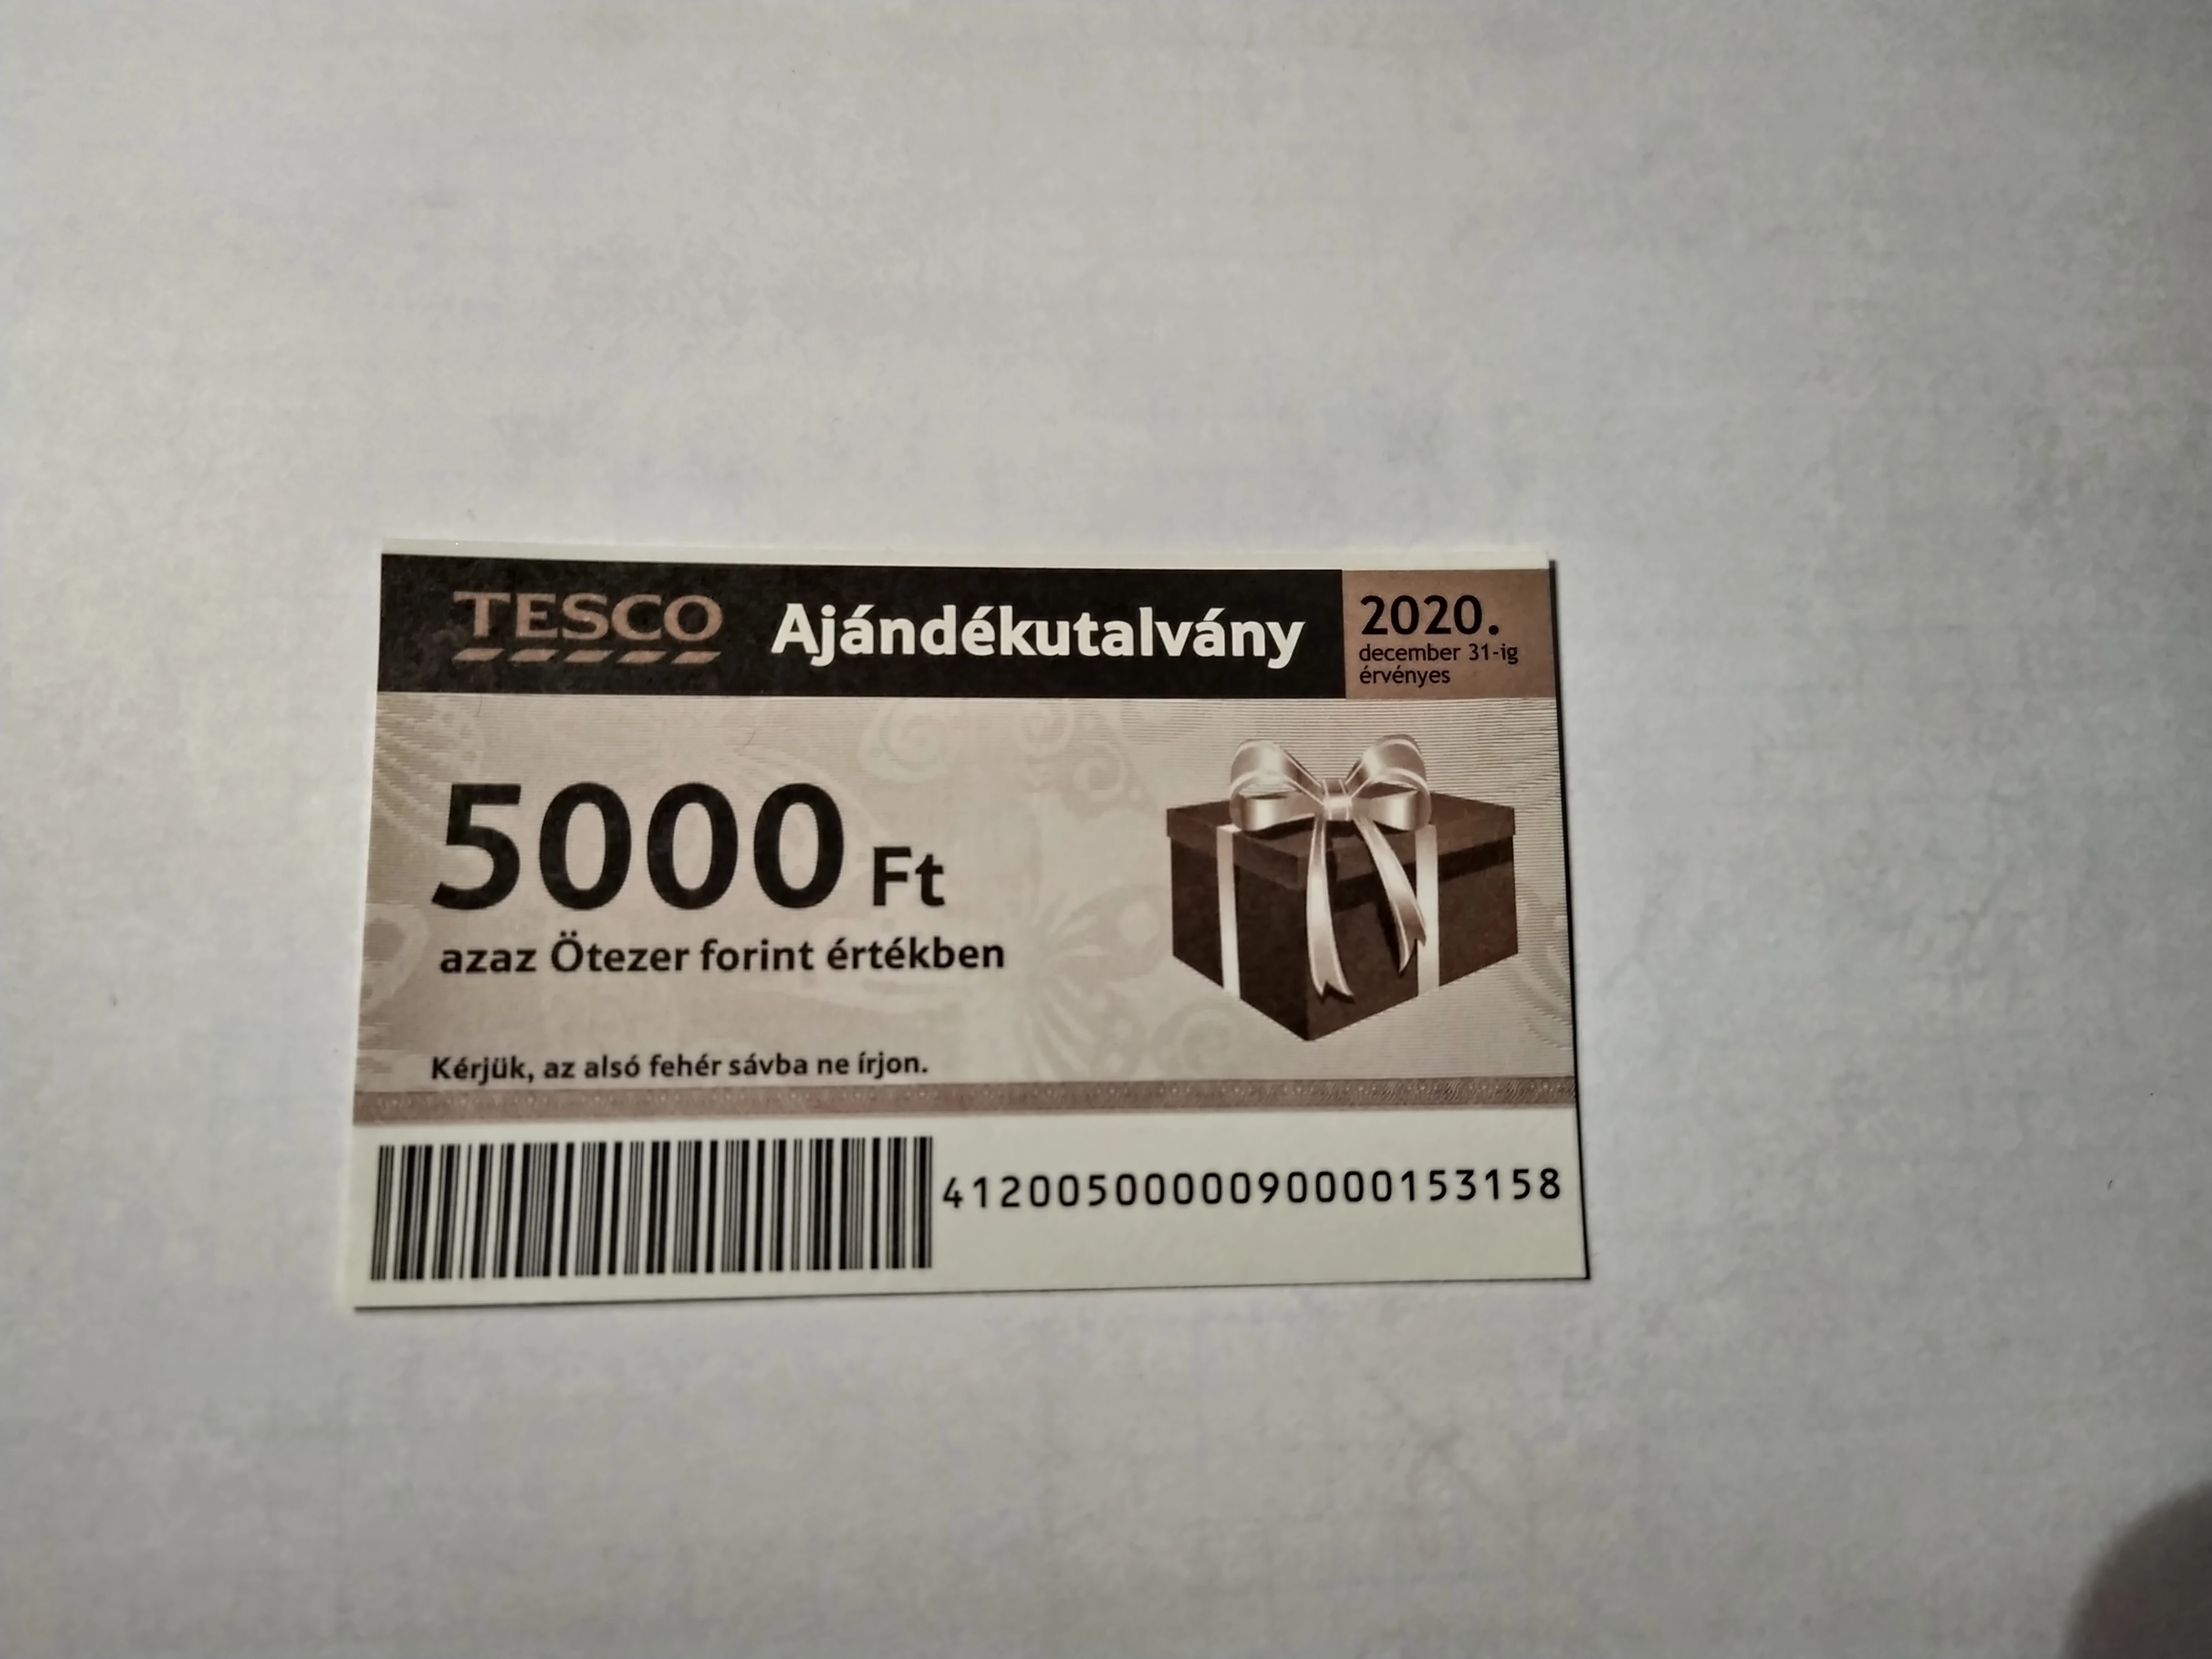 TESCO Ajándékutalvány
2020.
december 31-ig
érvényes
5000 Ft
azaz Ötezer forint értékben
Kérjük, az alsó fehér sávba ne írjon.
4120050000090000153158